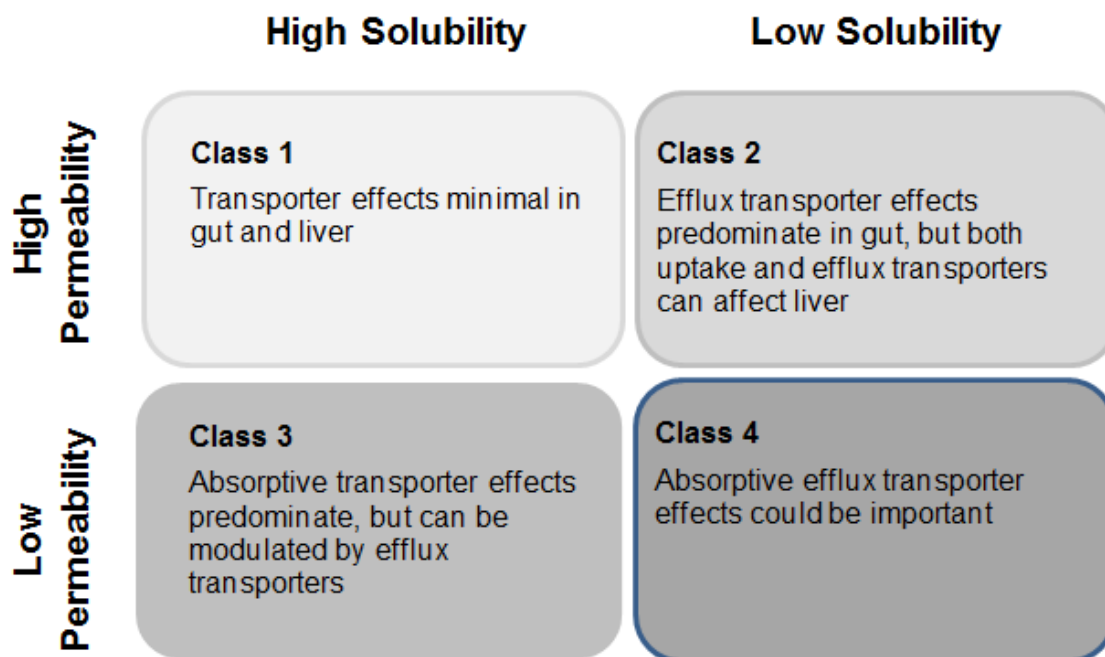 High Solubility
Low Solubility
High
Permeability
Class 1
Transporter effects minimal in
gut and liver
Class 2
Efflux transporter effects
predominate in gut, but both
uptake and efflux transporters
can affect liver
Low
Permeability
Class 3
Absorptive transporter effects
predominate, but can be
modulated by efflux
transporters
Class 4
Absorptive efflux transporter
effects could be important